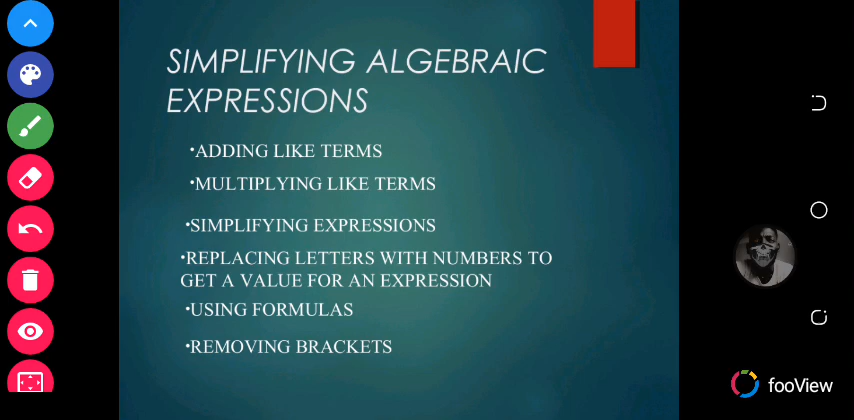 SIMPLIFYING ALGEBRAIC
EXPRESSIONS
•ADDING LIKE TERMS
•MULTIPLYING LIKE TERMS
•SIMPLIFYING EXPRESSIONS
•REPLACING LETTERS WITH NUMBERS TO
GET A VALUE FOR AN EXPRESSION
•USING FORMULAS
•REMOVING BRACKETS
fooView